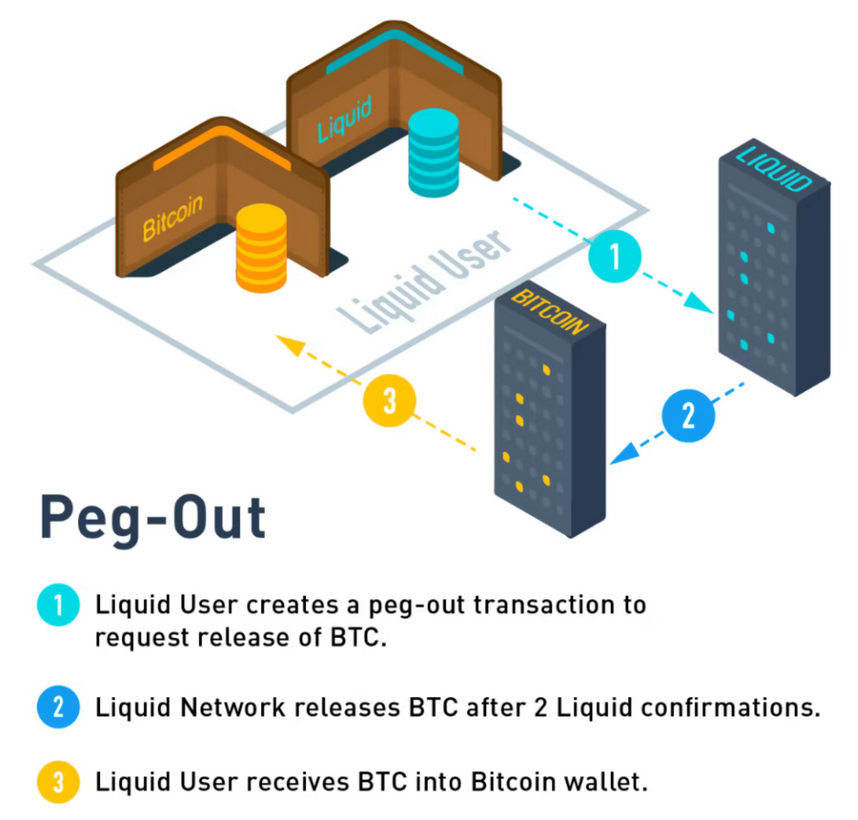 Liquid
Bitcoin
LIQUID
Liquid User
1
BITCOIN
3
2
Peg-Out
1 Liquid User creates a peg-out transaction to
request release of BTC.
2 Liquid Network releases BTC after 2 Liquid confirmations.
3 Liquid User receives BTC into Bitcoin wallet.